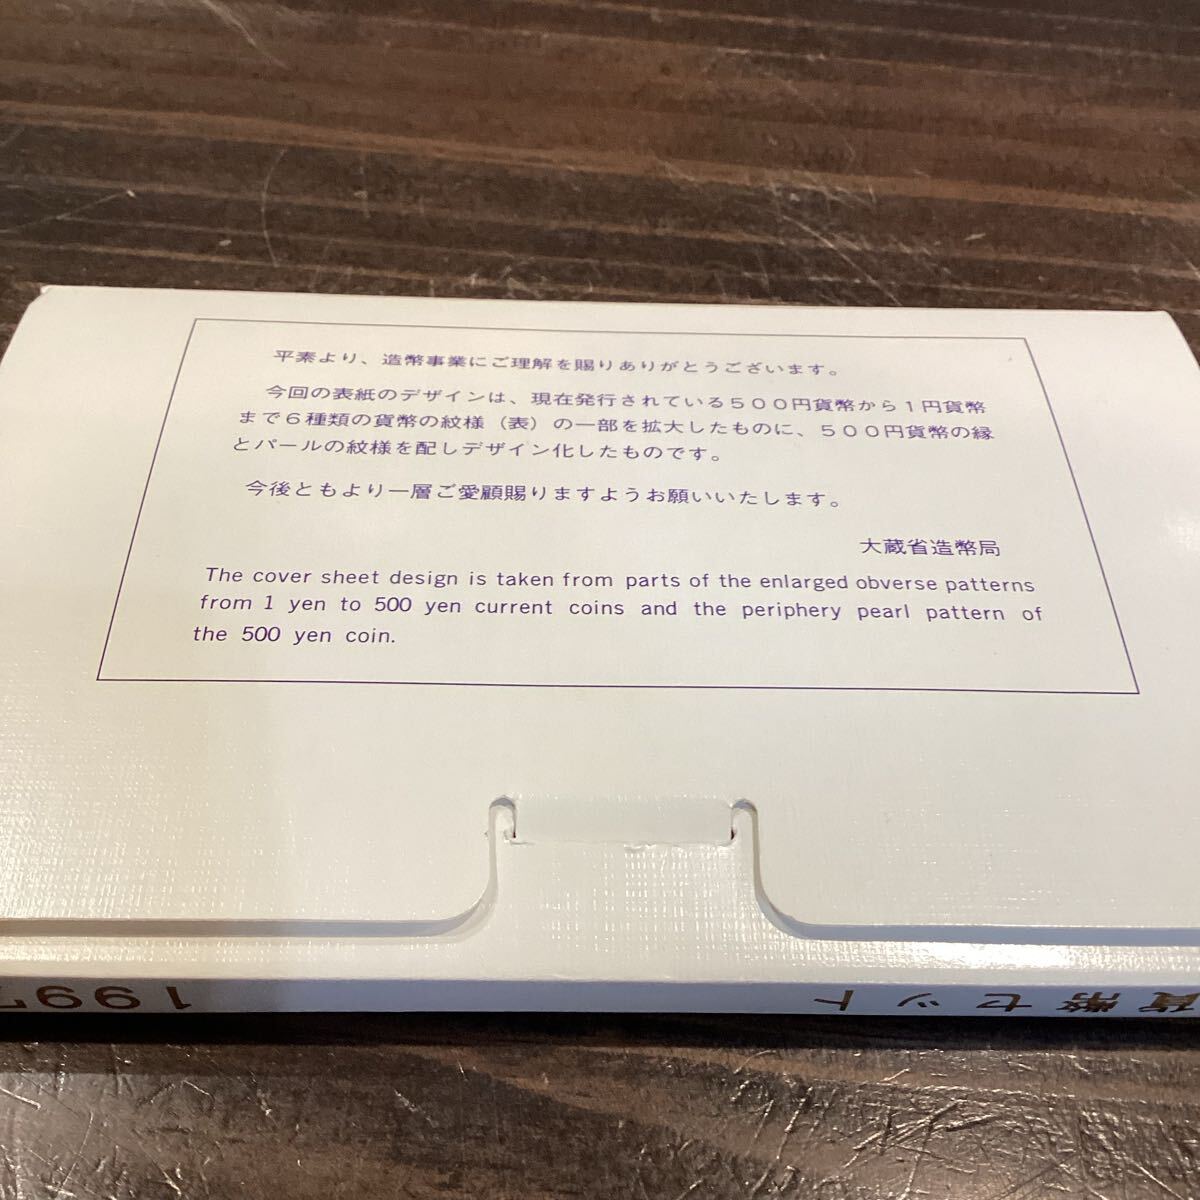 平素より、造幣事業にご理解を賜りありがとうございます。
今回の表紙のデザインは、現在発行されている５００円貨幣から１円貨幣
まで６種類の貨幣の紋様（表）の一部を拡大したものに、５００円貨幣の縁
とパールの紋様を配しデザイン化したものです。
今後ともより一層ご愛顧賜りますようお願いいたします。
大蔵省造幣局
The cover sheet design is taken from parts of the enlarged obverse patterns
from 1 yen to 500 yen current coins and the periphery pearl pattern of
the 500 yen coin.
貨幣セット
1997